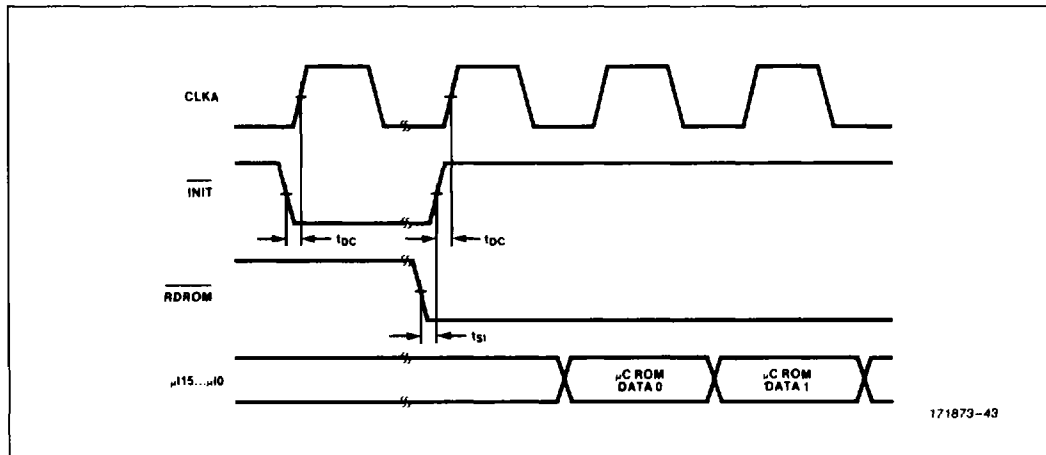 CLKA
INIT
tDC
tDC
RDROM
tSI
μI15...μI0
μC ROM
DATA 0
μC ROM
DATA 1
171873-43